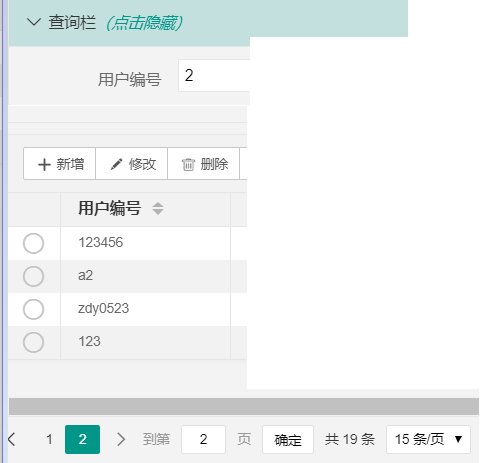 查询栏 (点击隐藏)
用户编号 2
新增 修改 删除
用户编号
123456
a2
zdy0523
123
1 2 到第 2 页 确定 共 19 条 15 条/页